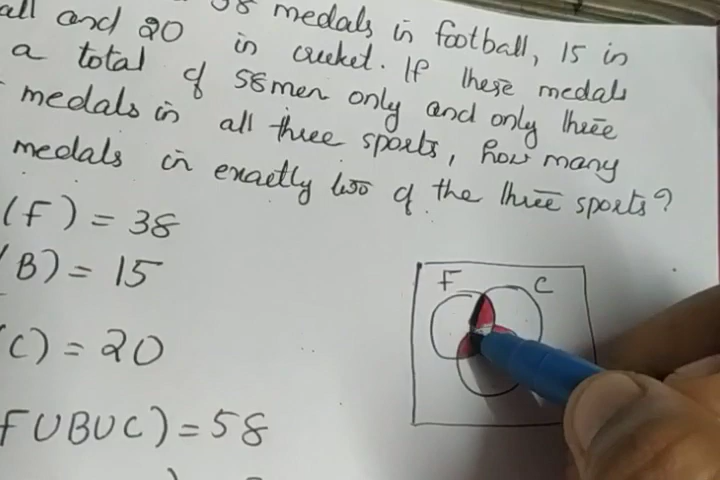 all and 20 38 medals in football, 15 in
a total in cricket. If these medals
of 58 men only and only three
medals in all three sports, how many
medals in exactly two of the three sports?
(F) = 38
(B) = 15
(C) = 20
FUBUC) = 58
F C